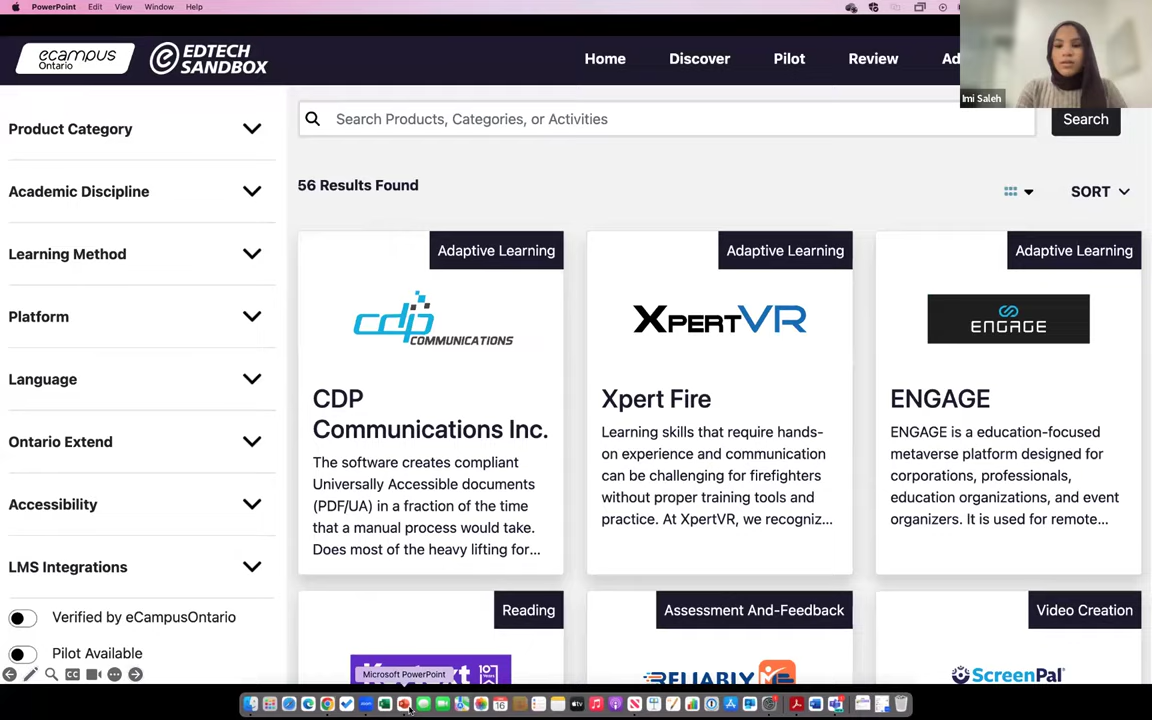 PowerPoint Edit View Window Help
ecampus Ontario
EDTECH SANDBOX
Home Discover Pilot Review Ad
Imi Saleh
Product Category
Academic Discipline
Learning Method
Platform
Language
Ontario Extend
Accessibility
LMS Integrations
Verified by eCampusOntario
Pilot Available
Search Products, Categories, or Activities
Search
56 Results Found
SORT
Adaptive Learning
cdp
COMMUNICATIONS
CDP
Communications Inc.
The software creates compliant
Universally Accessible documents
(PDF/UA) in a fraction of the time
that a manual process would take.
Does most of the heavy lifting for...
Adaptive Learning
XPERTVR
Xpert Fire
Learning skills that require hands-
on experience and communication
can be challenging for firefighters
without proper training tools and
practice. At XpertVR, we recogniz...
Adaptive Learning
ENGAGE
ENGAGE
ENGAGE is a education-focused
metaverse platform designed for
corporations, professionals,
education organizations, and event
organizers. It is used for remote...
Reading
Assessment And-Feedback
RELIABLY
Video Creation
ScreenPal
CC
Microsoft PowerPoint
16